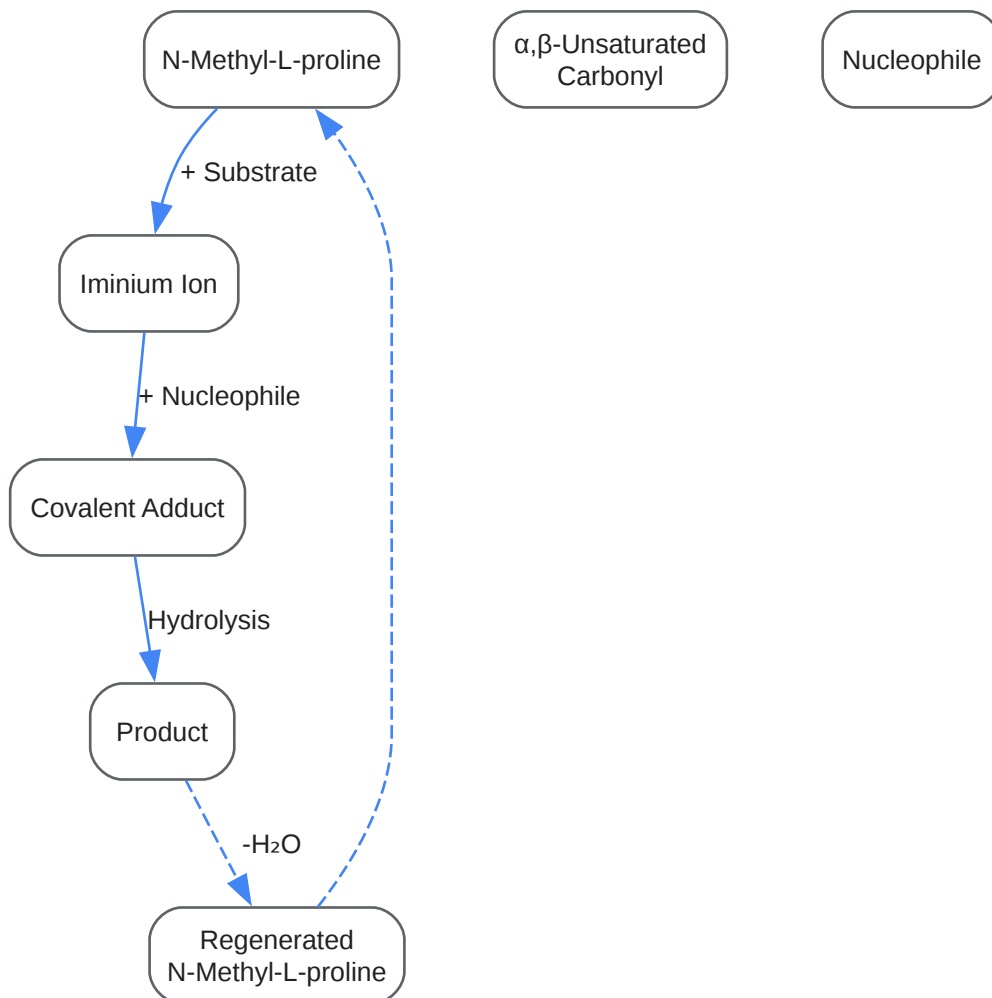 N-Methyl-L-proline
α,β-Unsaturated
Carbonyl
Nucleophile
+ Substrate
Iminium Ion
+ Nucleophile
Covalent Adduct
Hydrolysis
Product
-H₂O
Regenerated
N-Methyl-L-proline